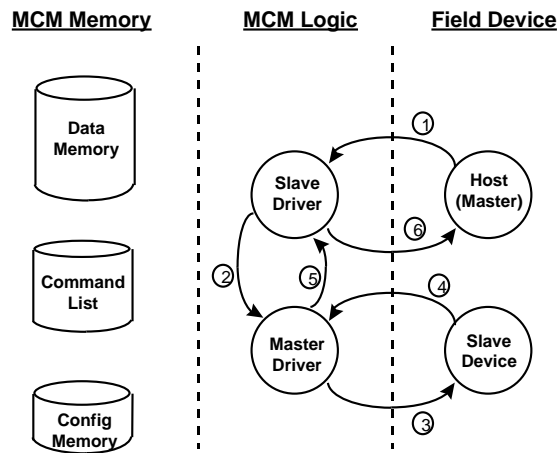 MCM Memory
MCM Logic
Field Device
Data
Memory
Command
List
Config
Memory
Slave
Driver
Master
Driver
Host
(Master)
Slave
Device
1
6
2
5
4
3